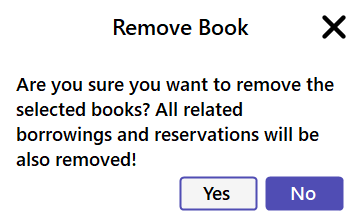 Remove Book
Are you sure you want to remove the
selected books? All related
borrowings and reservations will be
also removed!
Yes No